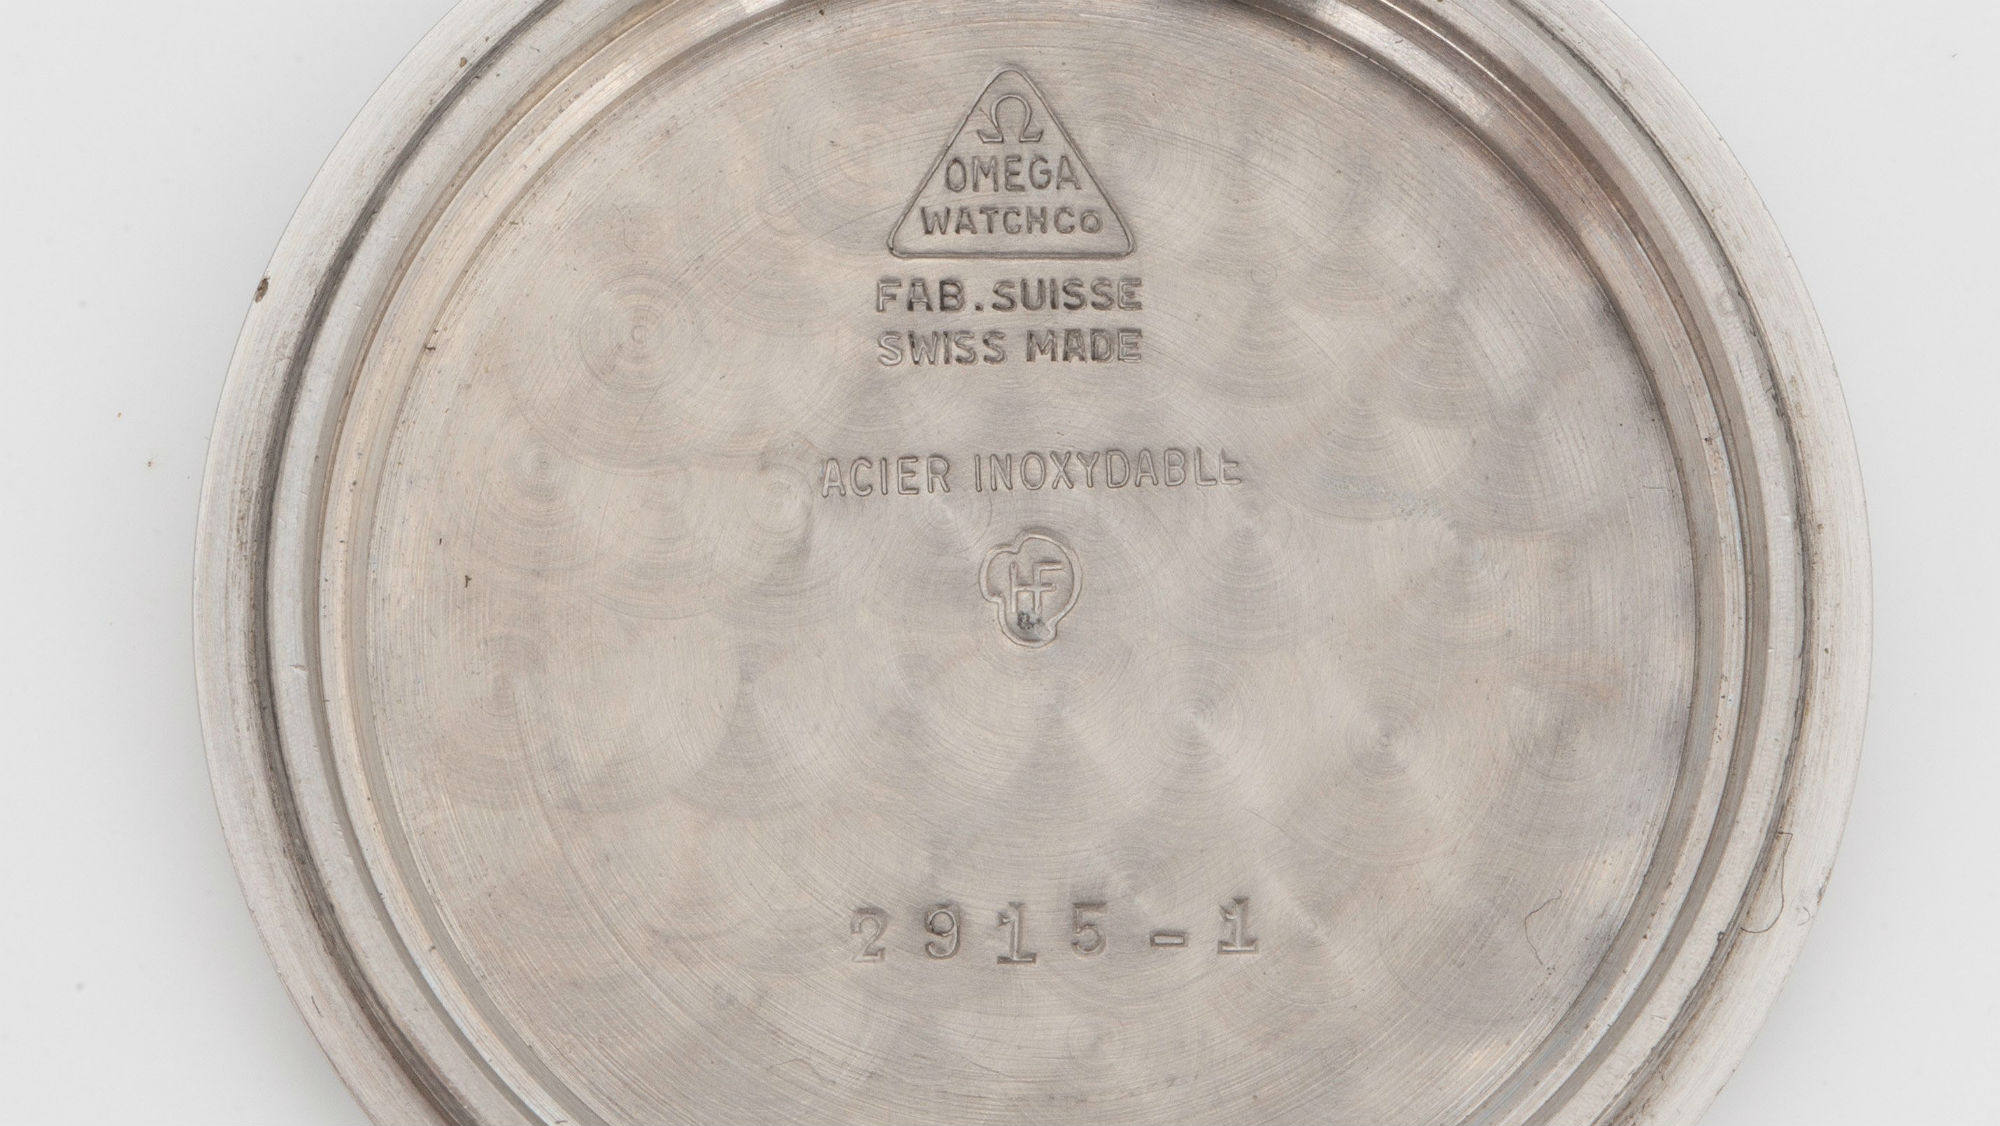 Ω
OMEGA
WATCHCo
FAB. SUISSE
SWISS MADE
ACIER INOXYDABLE
HF
2915-1